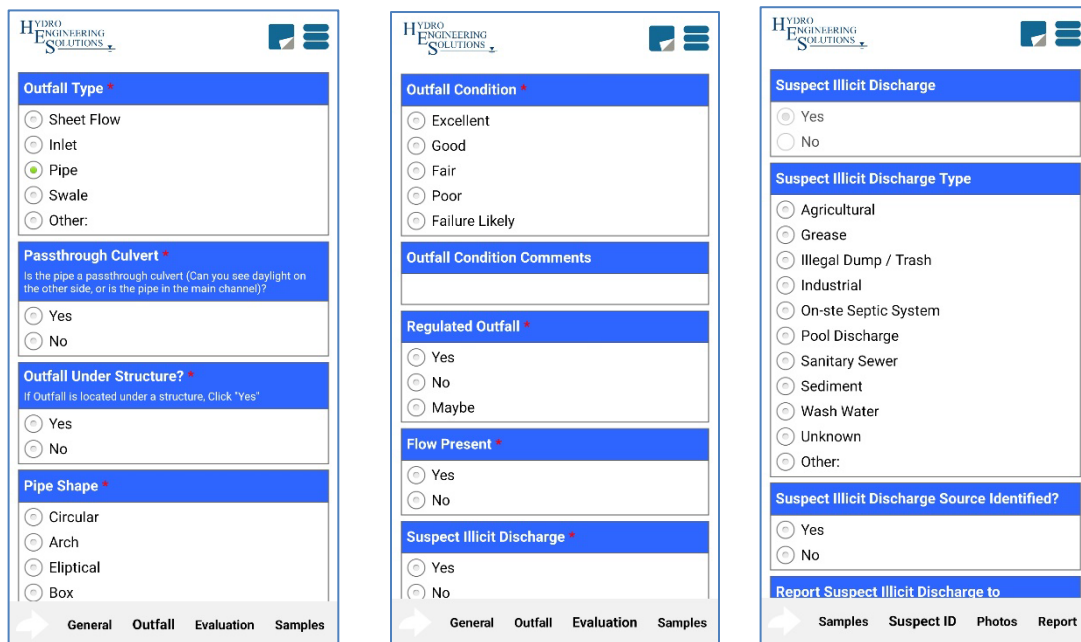 HYDRO
ENGINEERING
SOLUTIONS
Outfall Type *
Sheet Flow
Inlet
Pipe
Swale
Other:
Passthrough Culvert *
Is the pipe a passthrough culvert (Can you see daylight on
the other side, or is the pipe in the main channel)?
Yes
No
Outfall Under Structure? *
If Outfall is located under a structure, Click "Yes"
Yes
No
Pipe Shape *
Circular
Arch
Eliptical
Box
General Outfall Evaluation Samples
HYDRO
ENGINEERING
SOLUTIONS
Outfall Condition *
Excellent
Good
Fair
Poor
Failure Likely
Outfall Condition Comments
Regulated Outfall *
Yes
No
Maybe
Flow Present *
Yes
No
Suspect Illicit Discharge *
Yes
No
General Outfall Evaluation Samples
HYDRO
ENGINEERING
SOLUTIONS
Suspect Illicit Discharge
Yes
No
Suspect Illicit Discharge Type
Agricultural
Grease
Illegal Dump / Trash
Industrial
On-ste Septic System
Pool Discharge
Sanitary Sewer
Sediment
Wash Water
Unknown
Other:
Suspect Illicit Discharge Source Identified?
Yes
No
Report Suspect Illicit Discharge to
Samples Suspect ID Photos Report